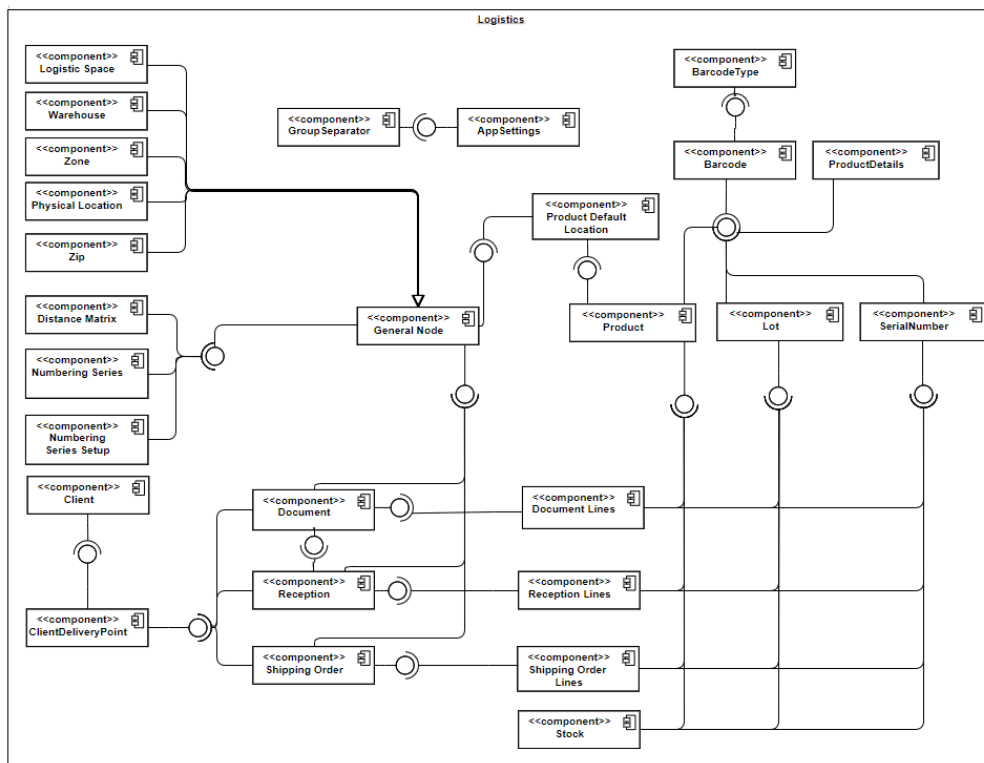 Logistics
<<component>>
Logistic Space
<<component>>
BarcodeType
<<component>>
Warehouse
<<component>>
GroupSeparator
<<component>>
AppSettings
<<component>>
Zone
<<component>>
Barcode
<<component>>
ProductDetails
<<component>>
Physical Location
<<component>>
Product Default
Location
<<component>>
Zip
<<component>>
Distance Matrix
<<component>>
General Node
<<component>>
Product
<<component>>
Lot
<<component>>
SerialNumber
<<component>>
Numbering Series
<<component>>
Numbering
Series Setup
<<component>>
Client
<<component>>
Document
<<component>>
Document Lines
<<component>>
Reception
<<component>>
Reception Lines
<<component>>
ClientDeliveryPoint
<<component>>
Shipping Order
<<component>>
Shipping Order
Lines
<<component>>
Stock